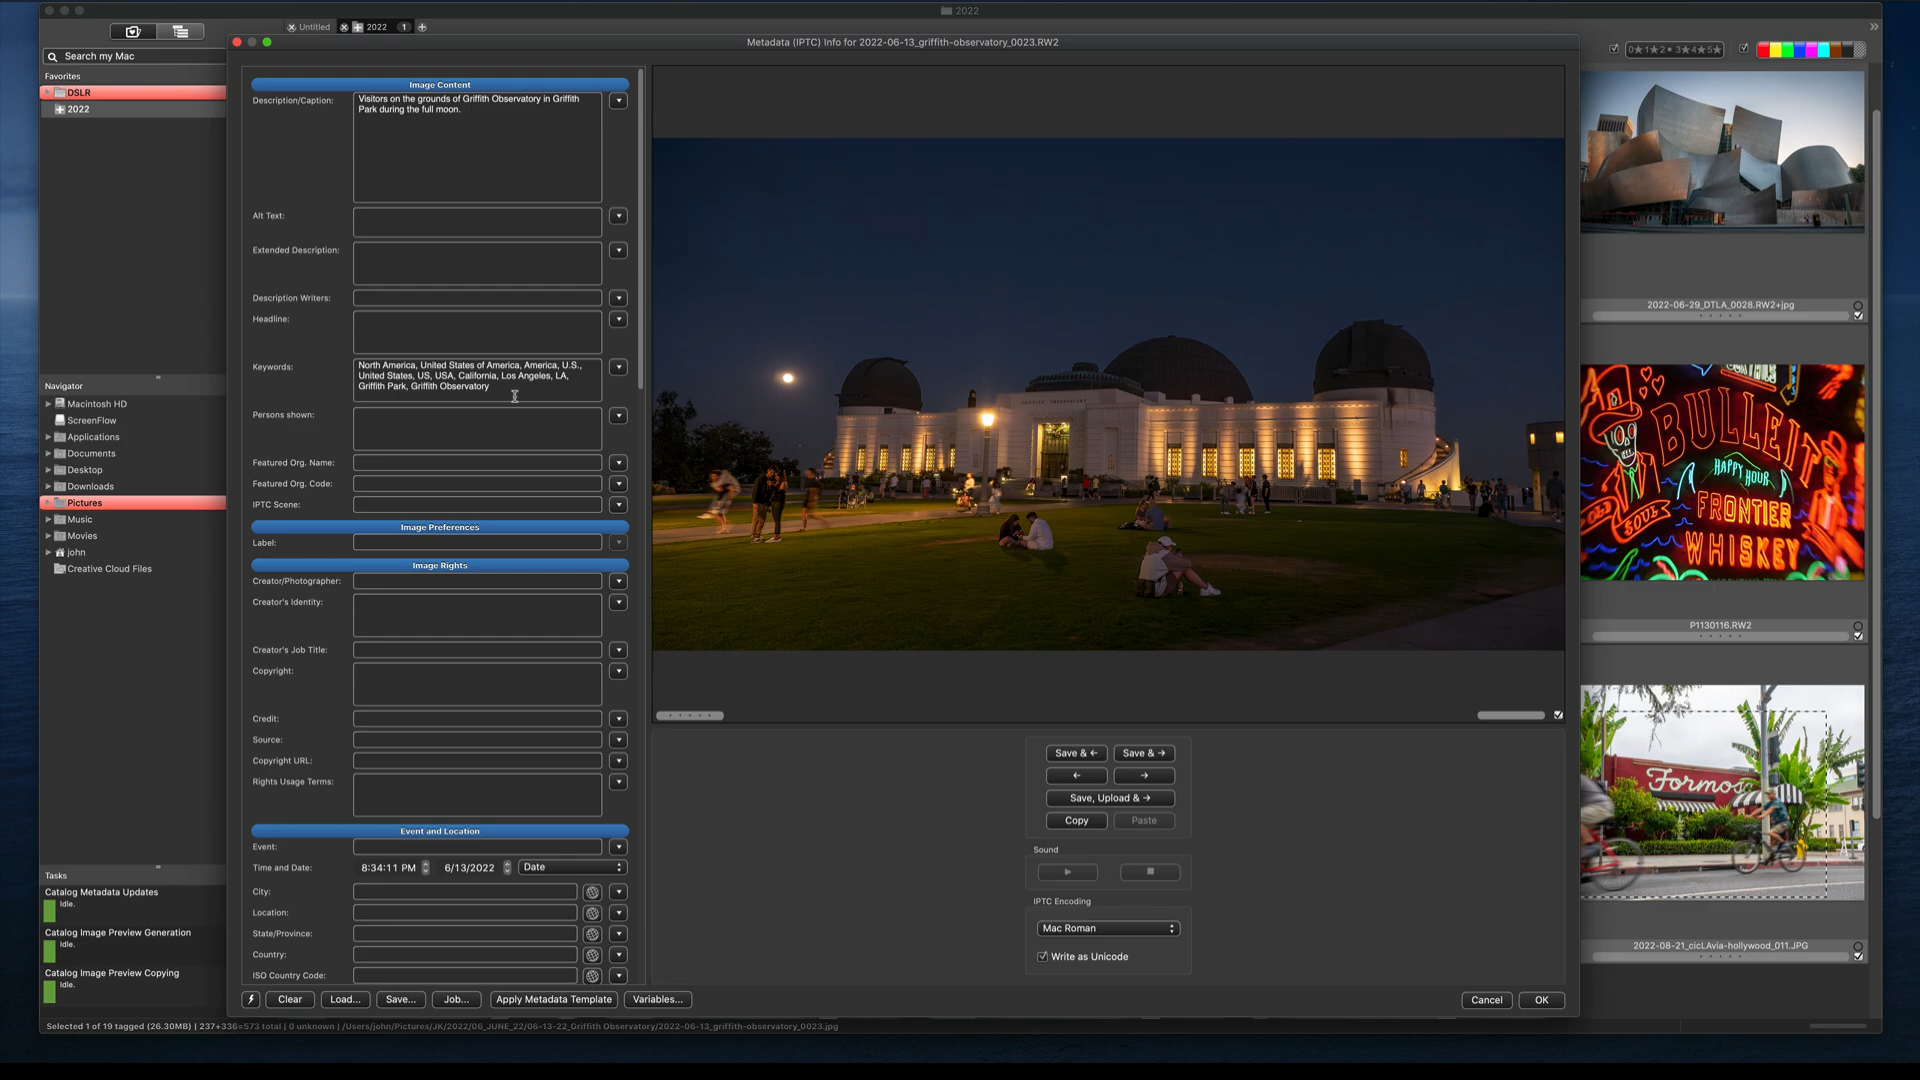 2022
Untitled
2022
1
Metadata (IPTC) Info for 2022-06-13_griffith-observatory_0023.RW2
Search my Mac
Favorites
DSLR
2022
Navigator
Macintosh HD
ScreenFlow
Applications
Documents
Desktop
Downloads
Pictures
Music
Movies
john
Creative Cloud Files
Tasks
Catalog Metadata Updates
Idle.
Catalog Image Preview Generation
Idle.
Catalog Image Preview Copying
Idle.
Image Content
Description/Caption:
Visitors on the grounds of Griffith Observatory in Griffith
Park during the full moon.
Alt Text:
Extended Description:
Description Writers:
Headline:
Keywords:
North America, United States of America, America, U.S.,
United States, US, USA, California, Los Angeles, LA,
Griffith Park, Griffith Observatory
Persons shown:
Featured Org. Name:
Featured Org. Code:
IPTC Scene:
Image Preferences
Label:
Image Rights
Creator/Photographer:
Creator's Identity:
Creator's Job Title:
Copyright:
Credit:
Source:
Copyright URL:
Rights Usage Terms:
Event and Location
Event:
Time and Date:
8:34:11 PM
6/13/2022
Date
City:
Location:
State/Province:
Country:
ISO Country Code:
Clear
Load...
Save...
Job...
Apply Metadata Template
Variables...
Save & ←
Save & →
←
→
Save, Upload & →
Copy
Paste
Sound
IPTC Encoding
Mac Roman
Write as Unicode
Cancel
OK
0★1★2★3★4★5★
2022-06-29_DTLA_0028.RW2+jpg
BULLEIT
HAPPY HOUR
SOUL
FRONTIER
WHISKEY
P1130116.RW2
Formosa
2022-08-21_cicLAvia-hollywood_011.JPG
Selected 1 of 19 tagged (26.30MB) | 237+336=573 total | 0 unknown | /Users/john/Pictures/JK/2022/06_JUNE_22/06-13-22_Griffith Observatory/2022-06-13_griffith-observatory_0023.jpg